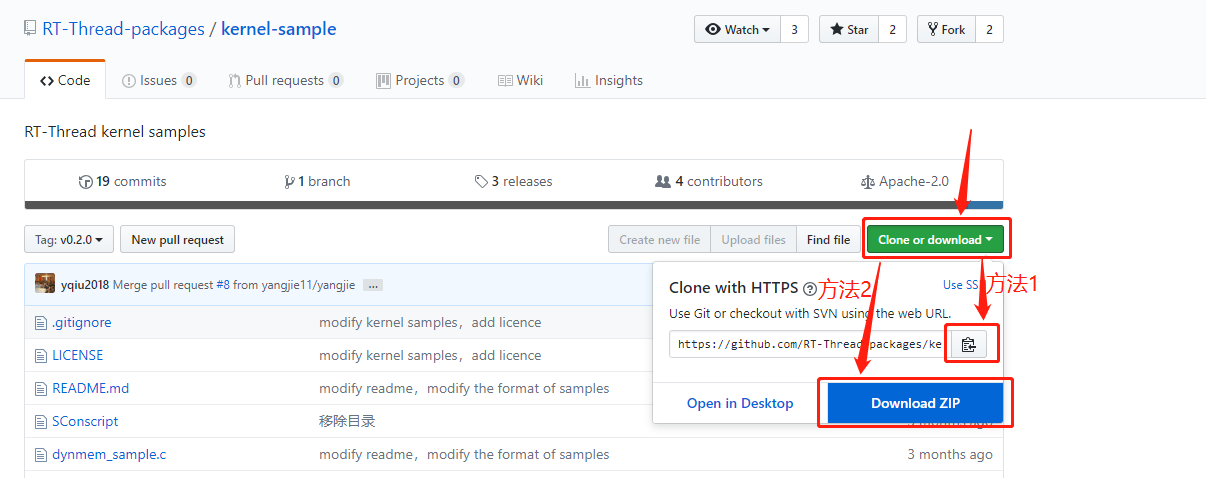 RT-Thread-packages / kernel-sample
Watch 3 Star 2 Fork 2
Code Issues 0 Pull requests 0 Projects 0 Wiki Insights
RT-Thread kernel samples
19 commits 1 branch 3 releases 4 contributors Apache-2.0
Tag: v0.2.0 New pull request Create new file Upload files Find file Clone or download
yqiu2018 Merge pull request #8 from yangjie11/yangjie ...
Clone with HTTPS 方法2 Use SS 方法1
Use Git or checkout with SVN using the web URL.
.gitignore modify kernel samples，add licence
https://github.com/RT-Thread-packages/ke
LICENSE modify kernel samples，add licence
README.md modify readme，modify the format of samples
Open in Desktop Download ZIP
SConscript 移除目录
dynmem_sample.c modify readme，modify the format of samples 3 months ago